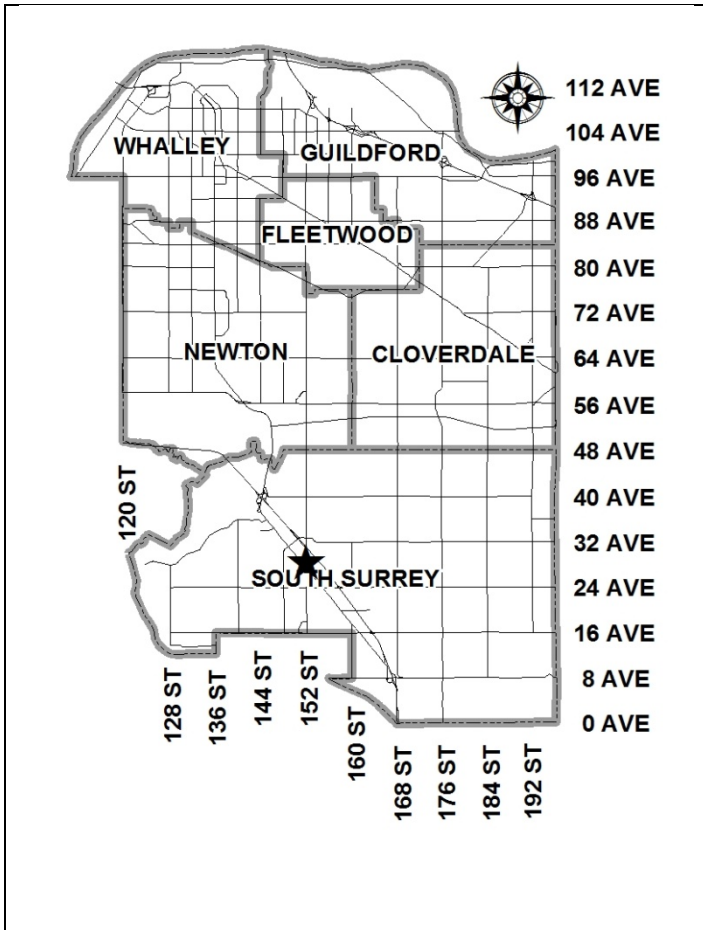 112 AVE
104 AVE
WHALLEY
GUILDFORD
96 AVE
88 AVE
FLEETWOOD
80 AVE
72 AVE
NEWTON
CLOVERDALE
64 AVE
56 AVE
48 AVE
120 ST
40 AVE
32 AVE
SOUTH SURREY
24 AVE
16 AVE
8 AVE
0 AVE
128 ST
136 ST
144 ST
152 ST
160 ST
168 ST
176 ST
184 ST
192 ST